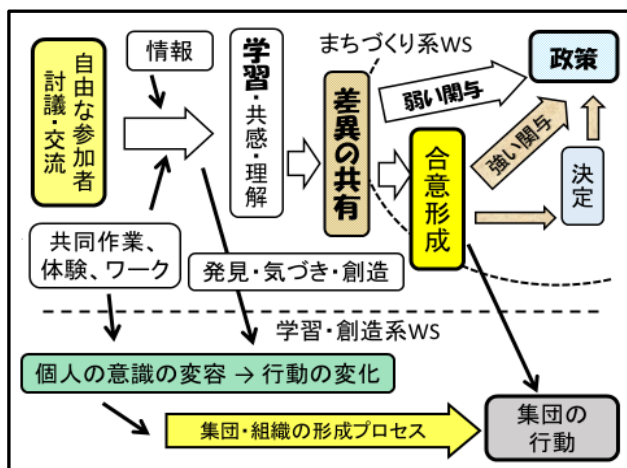 自由な参加者
討議・交流
情報
学習・共感・理解
まちづくり系WS
差異の共有
弱い関与
政策
合意形成
強い関与
決定
共同作業、
体験、ワーク
発見・気づき・創造
学習・創造系WS
個人の意識の変容 → 行動の変化
集団・組織の形成プロセス
集団の
行動